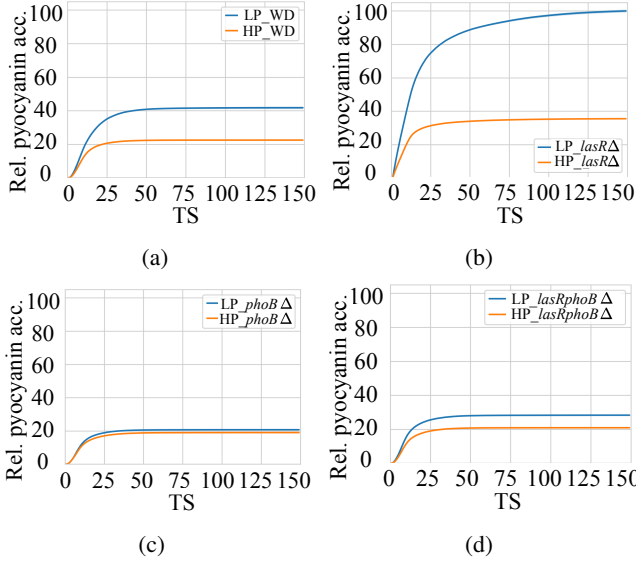 Rel. pyocyanin acc.
100
80
60
40
20
0
LP_WD
HP_WD
0 25 50 75 100 125 150
TS
(a)
Rel. pyocyanin acc.
100
80
60
40
20
0
LP_lasRΔ
HP_lasRΔ
0 25 50 75 100 125 150
TS
(b)
Rel. pyocyanin acc.
100
80
60
40
20
0
LP_phoBΔ
HP_phoBΔ
0 25 50 75 100 125 150
TS
(c)
Rel. pyocyanin acc.
100
80
60
40
20
0
LP_lasRphoBΔ
HP_lasRphoBΔ
0 25 50 75 100 125 150
TS
(d)